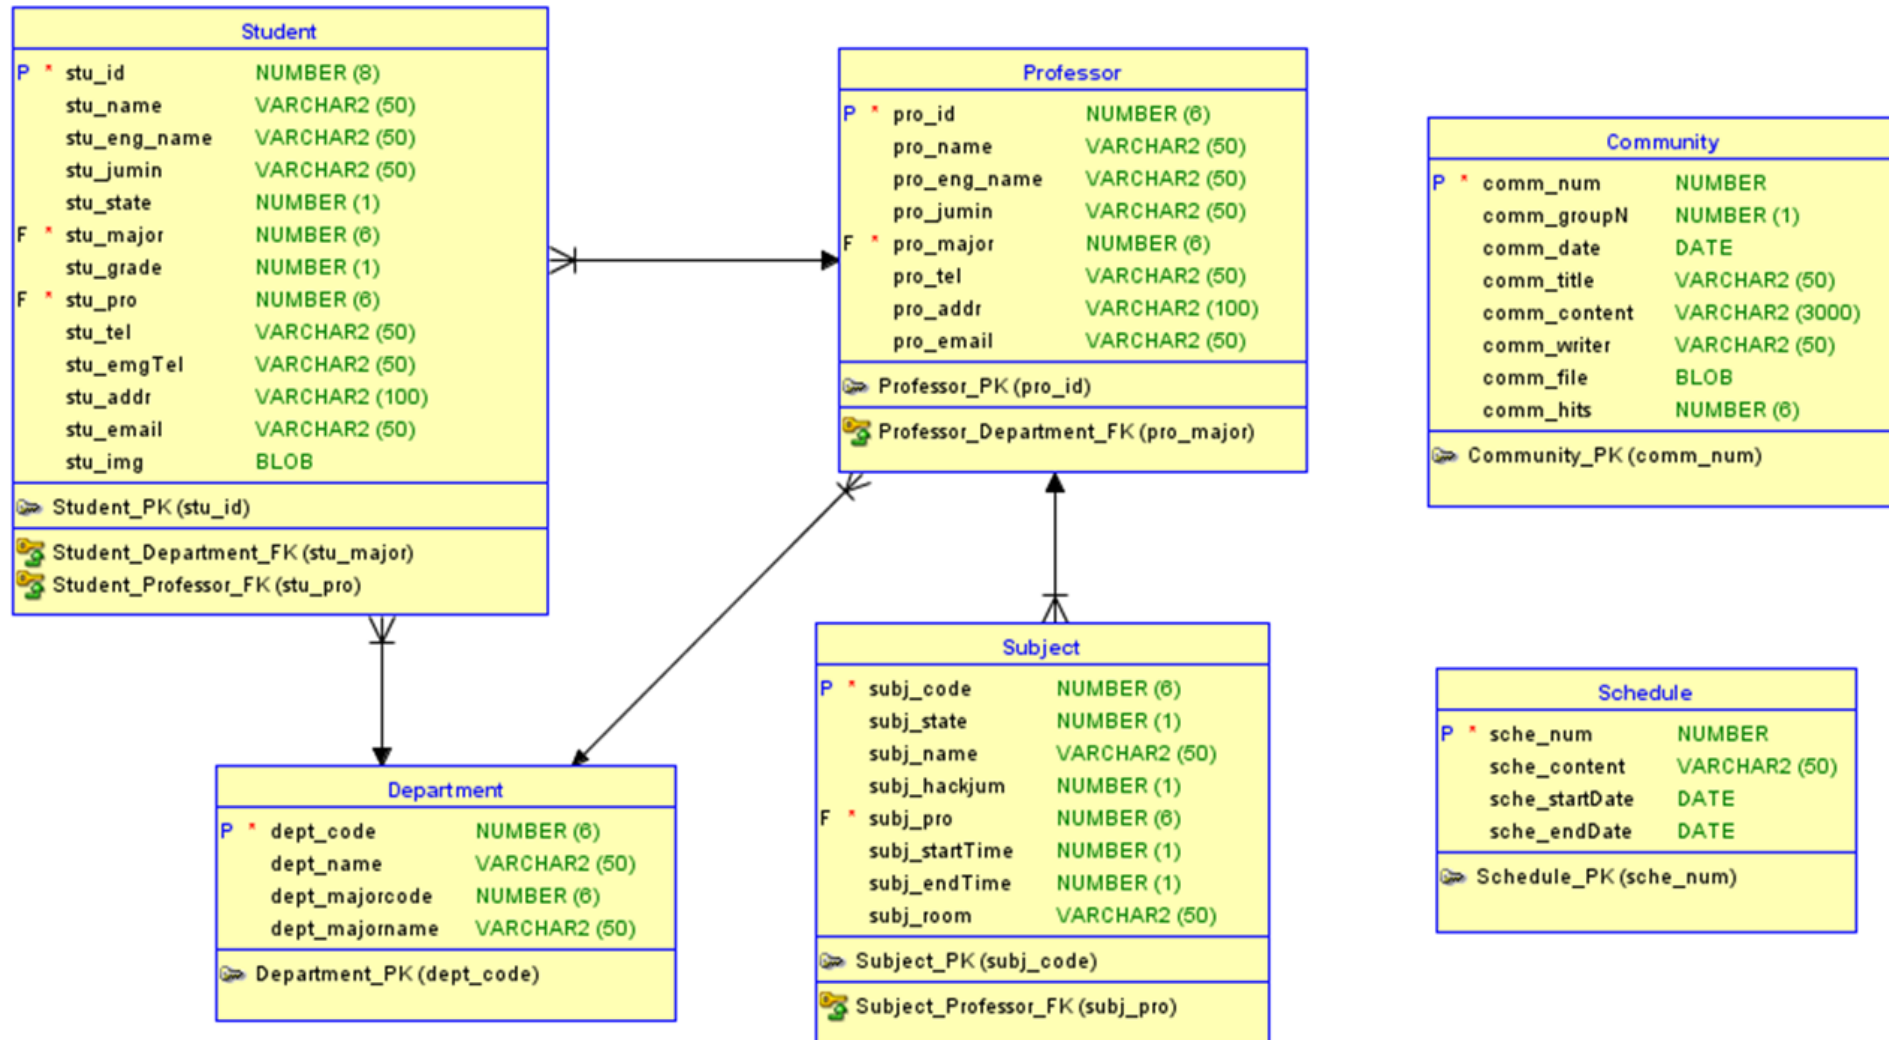 Student
P * stu_id NUMBER (8)
stu_name VARCHAR2 (50)
stu_eng_name VARCHAR2 (50)
stu_jumin VARCHAR2 (50)
stu_state NUMBER (1)
F * stu_major NUMBER (6)
stu_grade NUMBER (1)
F * stu_pro NUMBER (6)
stu_tel VARCHAR2 (50)
stu_emgTel VARCHAR2 (50)
stu_addr VARCHAR2 (100)
stu_email VARCHAR2 (50)
stu_img BLOB
Student_PK (stu_id)
Student_Department_FK (stu_major)
Student_Professor_FK (stu_pro)
Professor
P * pro_id NUMBER (6)
pro_name VARCHAR2 (50)
pro_eng_name VARCHAR2 (50)
pro_jumin VARCHAR2 (50)
F * pro_major NUMBER (6)
pro_tel VARCHAR2 (50)
pro_addr VARCHAR2 (100)
pro_email VARCHAR2 (50)
Professor_PK (pro_id)
Professor_Department_FK (pro_major)
Community
P * comm_num NUMBER
comm_groupN NUMBER (1)
comm_date DATE
comm_title VARCHAR2 (50)
comm_content VARCHAR2 (3000)
comm_writer VARCHAR2 (50)
comm_file BLOB
comm_hits NUMBER (6)
Community_PK (comm_num)
Department
P * dept_code NUMBER (6)
dept_name VARCHAR2 (50)
dept_majorcode NUMBER (6)
dept_majorname VARCHAR2 (50)
Department_PK (dept_code)
Subject
P * subj_code NUMBER (6)
subj_state NUMBER (1)
subj_name VARCHAR2 (50)
subj_hackjum NUMBER (1)
F * subj_pro NUMBER (6)
subj_startTime NUMBER (1)
subj_endTime NUMBER (1)
subj_room VARCHAR2 (50)
Subject_PK (subj_code)
Subject_Professor_FK (subj_pro)
Schedule
P * sche_num NUMBER
sche_content VARCHAR2 (50)
sche_startDate DATE
sche_endDate DATE
Schedule_PK (sche_num)